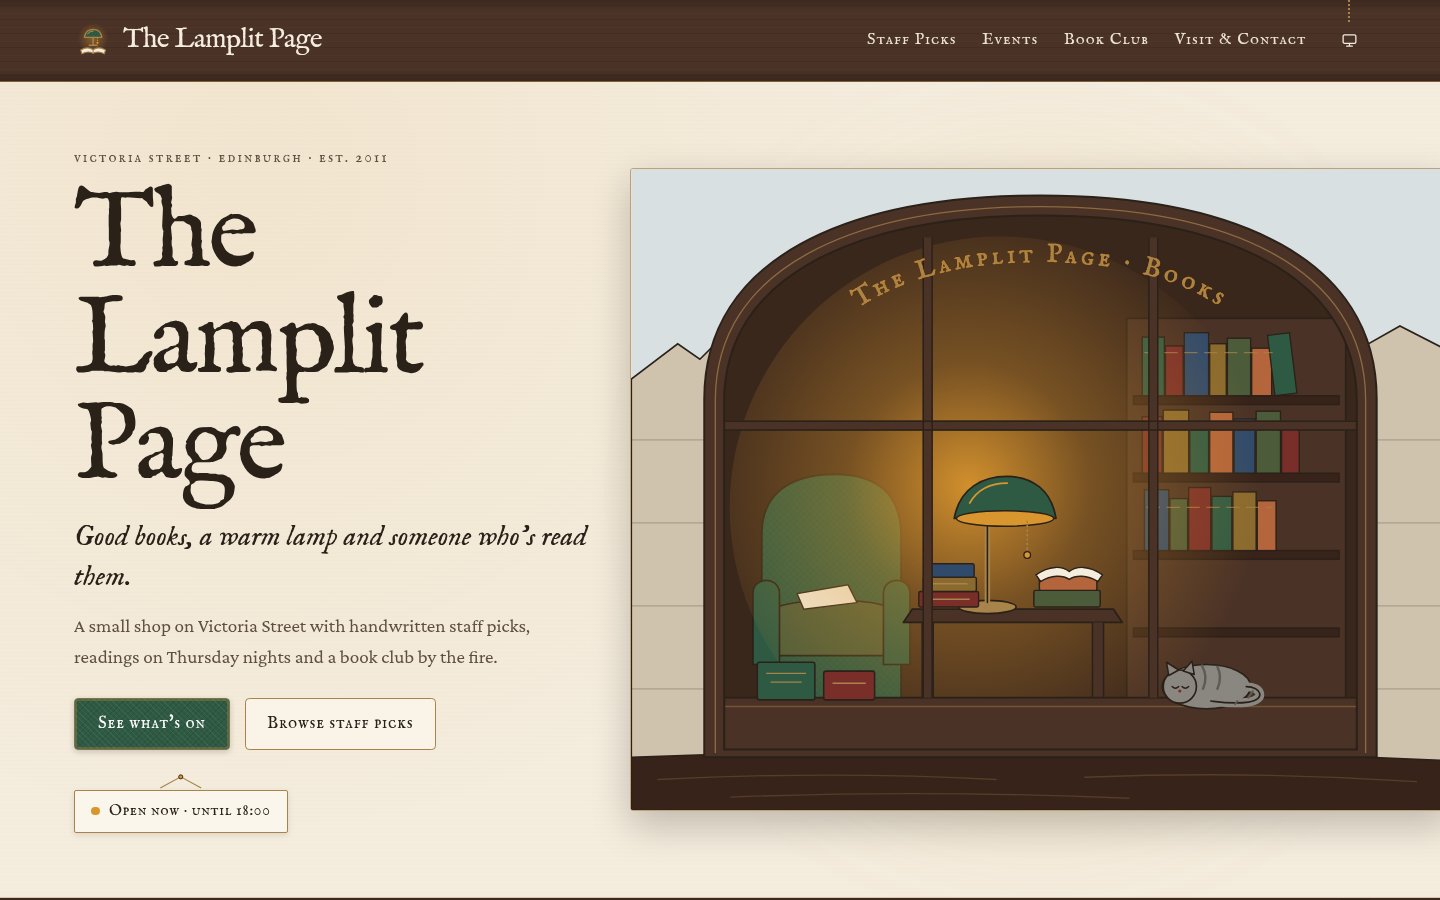 The Lamplit Page
Staff Picks Events Book Club Visit & Contact
VICTORIA STREET · EDINBURGH · EST. 2011
The
Lamplit
Page
Good books, a warm lamp and someone who’s read
them.
A small shop on Victoria Street with handwritten staff picks,
readings on Thursday nights and a book club by the fire.
See what’s on
Browse staff picks
Open now · until 18:00
The Lamplit Page · Books